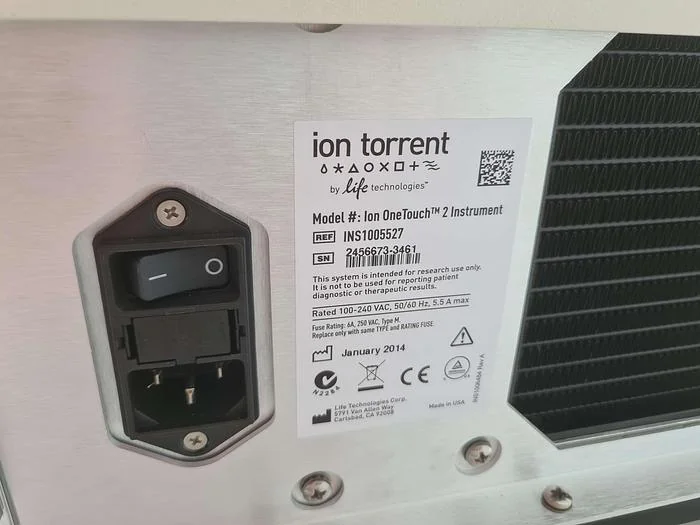 ion torrent
by life technologies™
Model #: Ion OneTouch™ 2 Instrument
REF INS1005527
SN 2456673-3461
This system is intended for research use only.
It is not to be used for reporting patient
diagnostic or therapeutic results.
Rated 100-240 VAC, 50/60 Hz, 5.5 A max
Fuse Rating: 6A, 250 VAC, Type M.
Replace only with same TYPE and RATING FUSE.
January 2014
N2264
CE
Life Technologies Corp.
5791 Van Allen Way
Carlsbad, CA 92008
Made in USA
INS1006464 Rev A